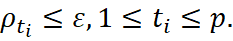 ρ_{t_i} ≤ ε, 1 ≤ t_i ≤ p.